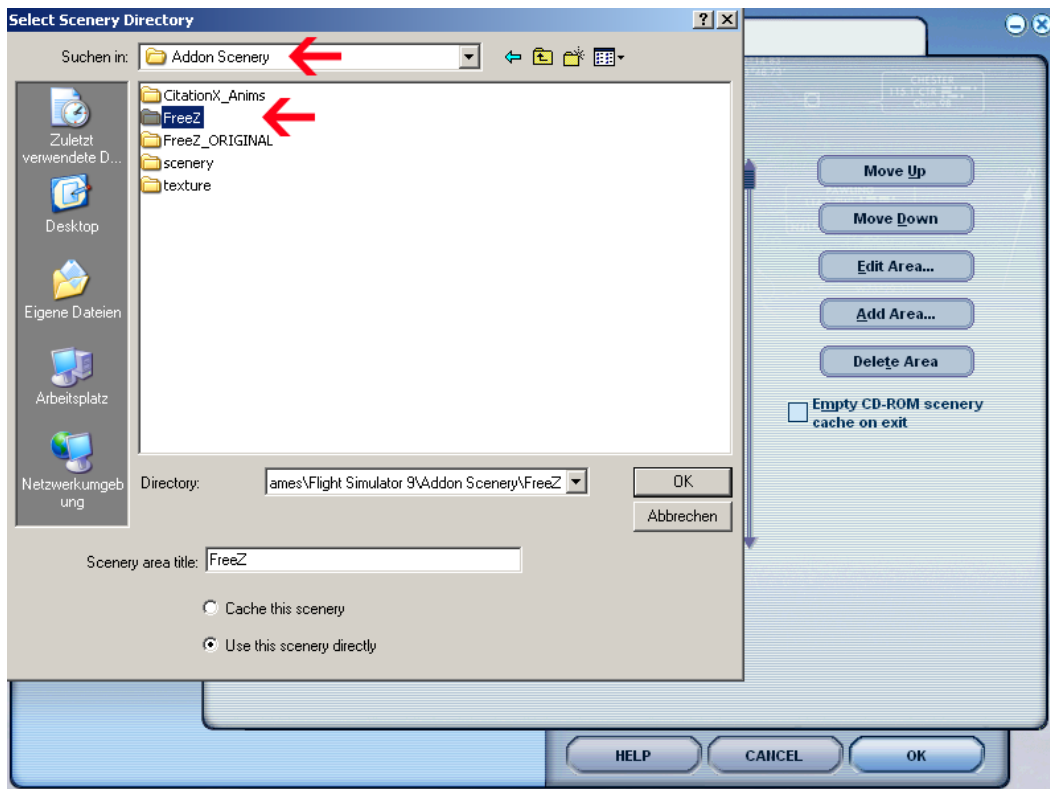 Select Scenery Directory
Suchen in:
Addon Scenery
CitationX_Anims
FreeZ
FreeZ_ORIGINAL
scenery
texture
Zuletzt
verwendete D...
Desktop
Eigene Dateien
Arbeitsplatz
Netzwerkumgeb
ung
Directory:
ames\Flight Simulator 9\Addon Scenery\FreeZ
OK
Abbrechen
Scenery area title:
FreeZ
Cache this scenery
Use this scenery directly
CHESTER
Move Up
Move Down
Edit Area...
Add Area...
Delete Area
Empty CD-ROM scenery
cache on exit
HELP
CANCEL
OK